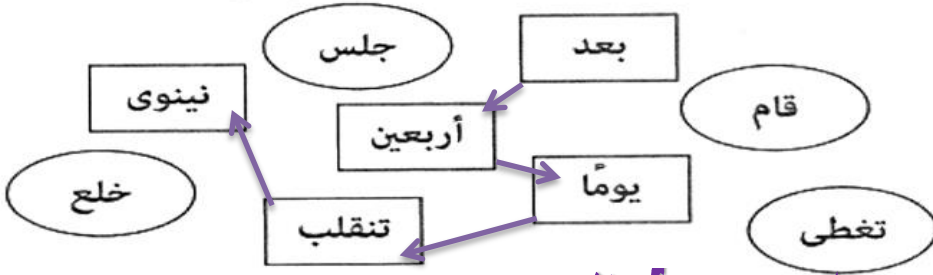 جلس
بعد
نينوى
قام
أربعين
خلع
يومًا
تنقلب
تغطى